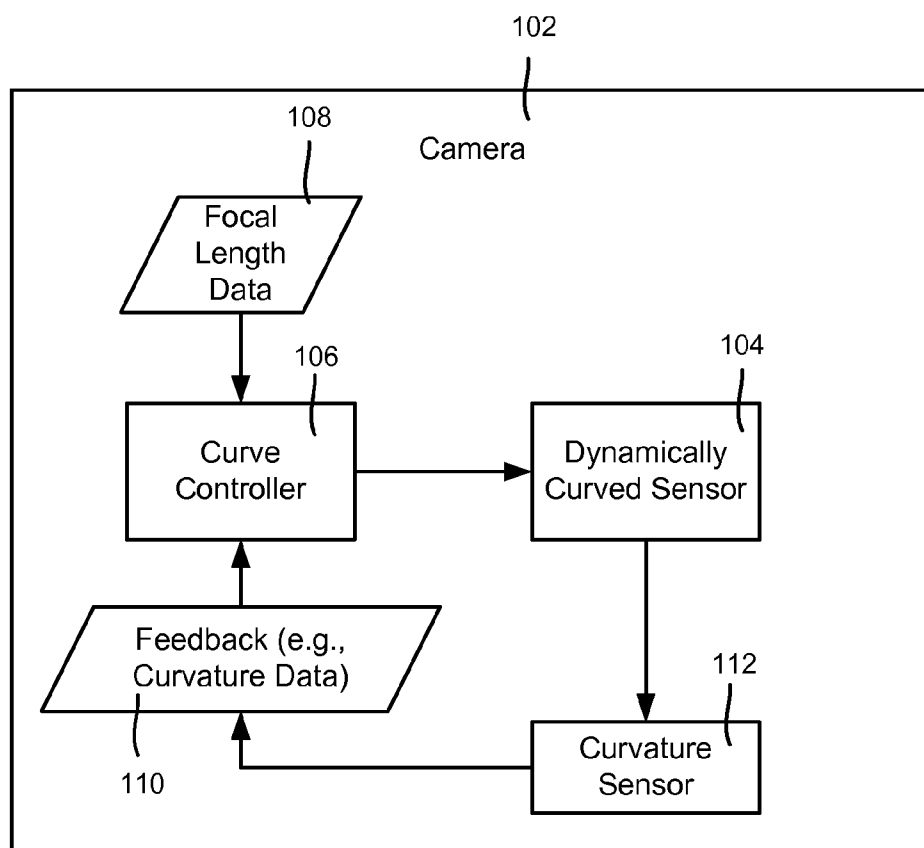 102
Camera
108
Focal
Length
Data
106
Curve
Controller
104
Dynamically
Curved Sensor
Feedback (e.g.,
Curvature Data)
110
112
Curvature
Sensor